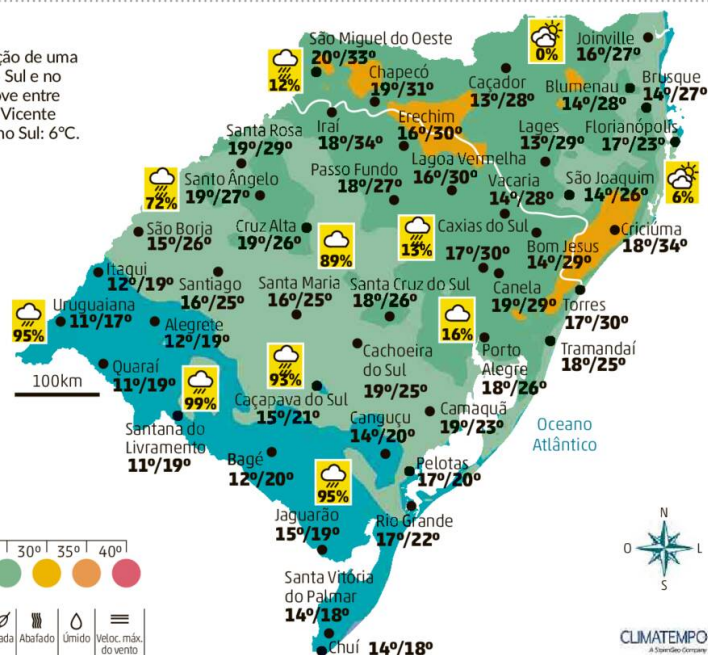 ção de uma
Sul e no
ove entre
Vicente
no Sul: 6°C.
São Miguel do Oeste
20°/33°
12%
Chapecó
19°/31°
0%
Joinville
16°/27°
Caçador
13°/28°
Blumenau
14°/28°
Brusque
14°/27°
Santa Rosa
19°/29°
Iraí
18°/34°
Erechim
16°/30°
Lages
13°/29°
Florianópolis
17°/23°
72%
Santo Ângelo
19°/27°
Passo Fundo
18°/27°
Lagoa Vermelha
16°/30°
Vacaria
14°/28°
São Joaquim
14°/26°
6%
São Borja
15°/26°
Cruz Alta
19°/26°
89%
13%
Caxias do Sul
17°/30°
Bom Jesus
14°/29°
Criciúma
18°/34°
Itaqui
12°/19°
Santiago
16°/25°
Santa Maria
16°/25°
Santa Cruz do Sul
18°/26°
Canela
19°/29°
Torres
17°/30°
95%
Uruguaiana
11°/17°
Alegrete
12°/19°
16%
Quaraí
11°/19°
93%
Cachoeira
do Sul
19°/25°
Porto
Alegre
18°/26°
Tramandaí
18°/25°
100km
99%
Caçapava do Sul
15°/21°
Camaquã
19°/23°
Santana do
Livramento
11°/19°
Canguçu
14°/20°
Oceano
Atlântico
Bagé
12°/20°
95%
Pelotas
17°/20°
Jaguarão
15°/19°
Rio Grande
17°/22°
Santa Vitória
do Palmar
14°/18°
Chuí 14°/18°
N
O L
S
30° 35° 40°
ada
Abafado
Úmido
Veloc. máx.
do vento
CLIMATEMPO
A StormGeo Company